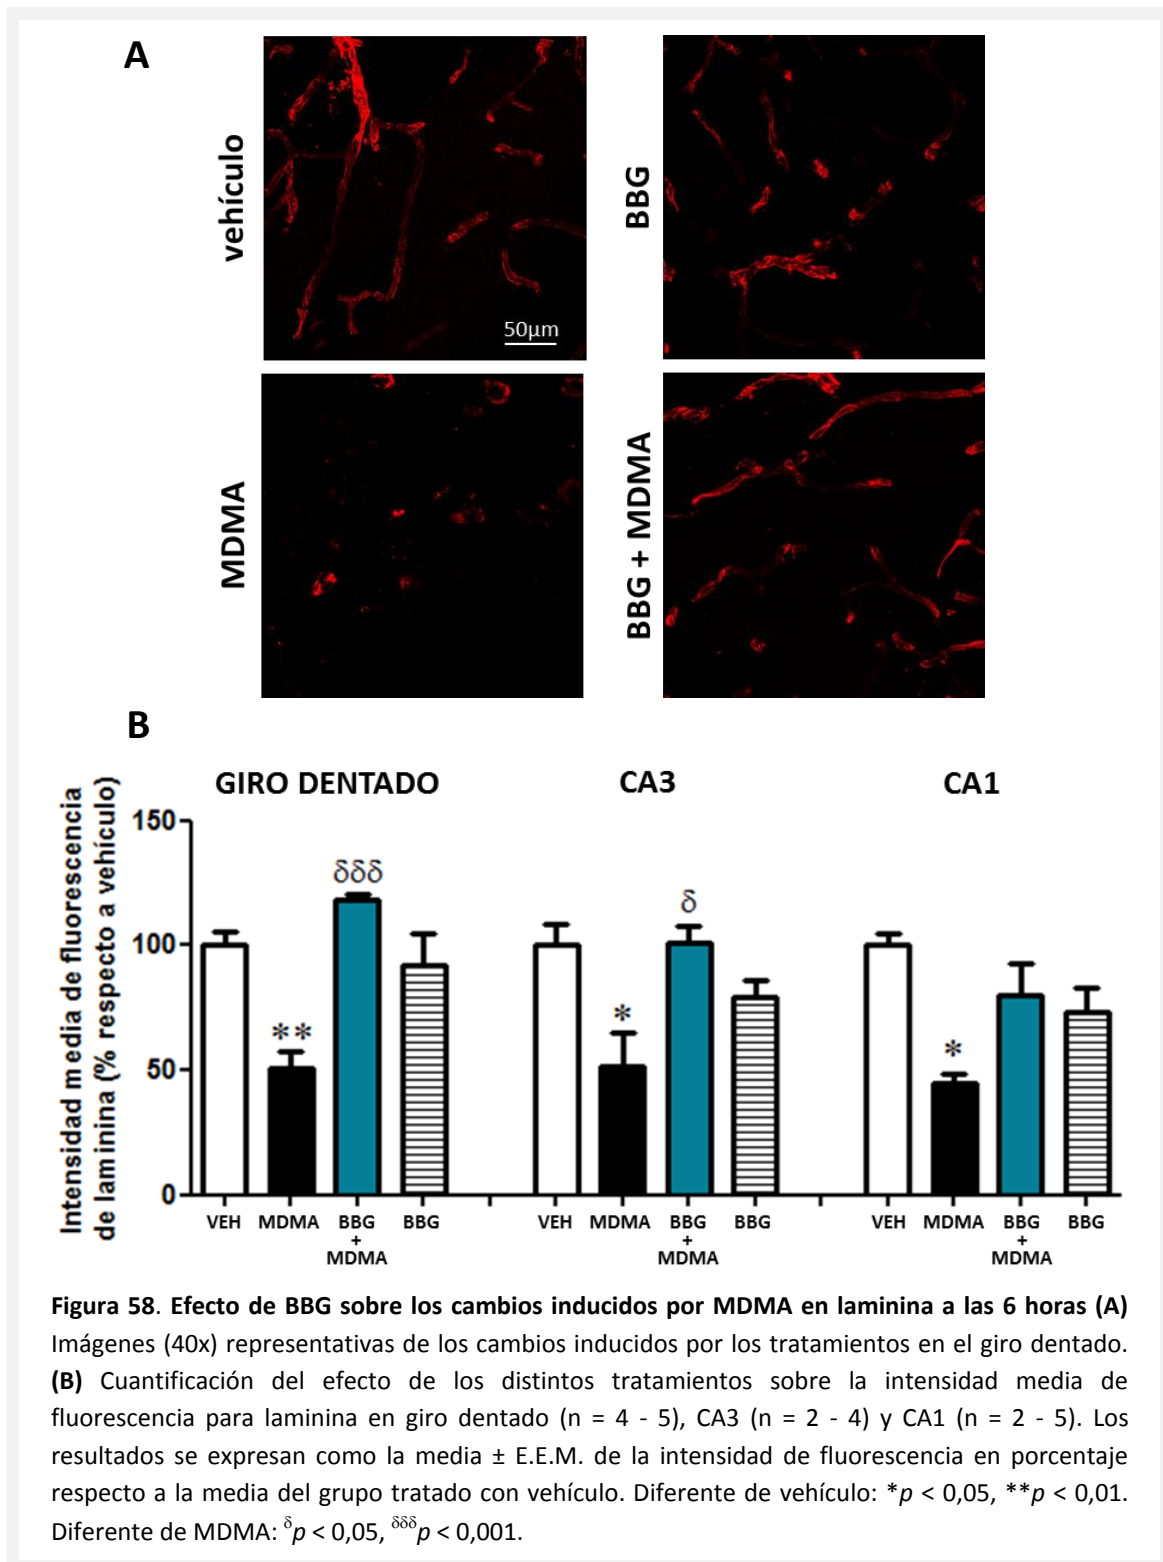 A
vehículo
BBG
50µm
MDMA
BBG + MDMA
B
GIRO DENTADO
CA3
CA1
Intensidad media de fluorescencia
de laminina (% respecto a vehículo)
150
100
50
0
δδδ
**
δ
*
*
VEH
MDMA
BBG
+
MDMA
BBG
VEH
MDMA
BBG
+
MDMA
BBG
VEH
MDMA
BBG
+
MDMA
BBG
Figura 58. Efecto de BBG sobre los cambios inducidos por MDMA en laminina a las 6 horas (A)
Imágenes (40x) representativas de los cambios inducidos por los tratamientos en el giro dentado.
(B) Cuantificación del efecto de los distintos tratamientos sobre la intensidad media de
fluorescencia para laminina en giro dentado (n = 4 - 5), CA3 (n = 2 - 4) y CA1 (n = 2 - 5). Los
resultados se expresan como la media ± E.E.M. de la intensidad de fluorescencia en porcentaje
respecto a la media del grupo tratado con vehículo. Diferente de vehículo: *p < 0,05, **p < 0,01.
Diferente de MDMA: δp < 0,05, δδδp < 0,001.